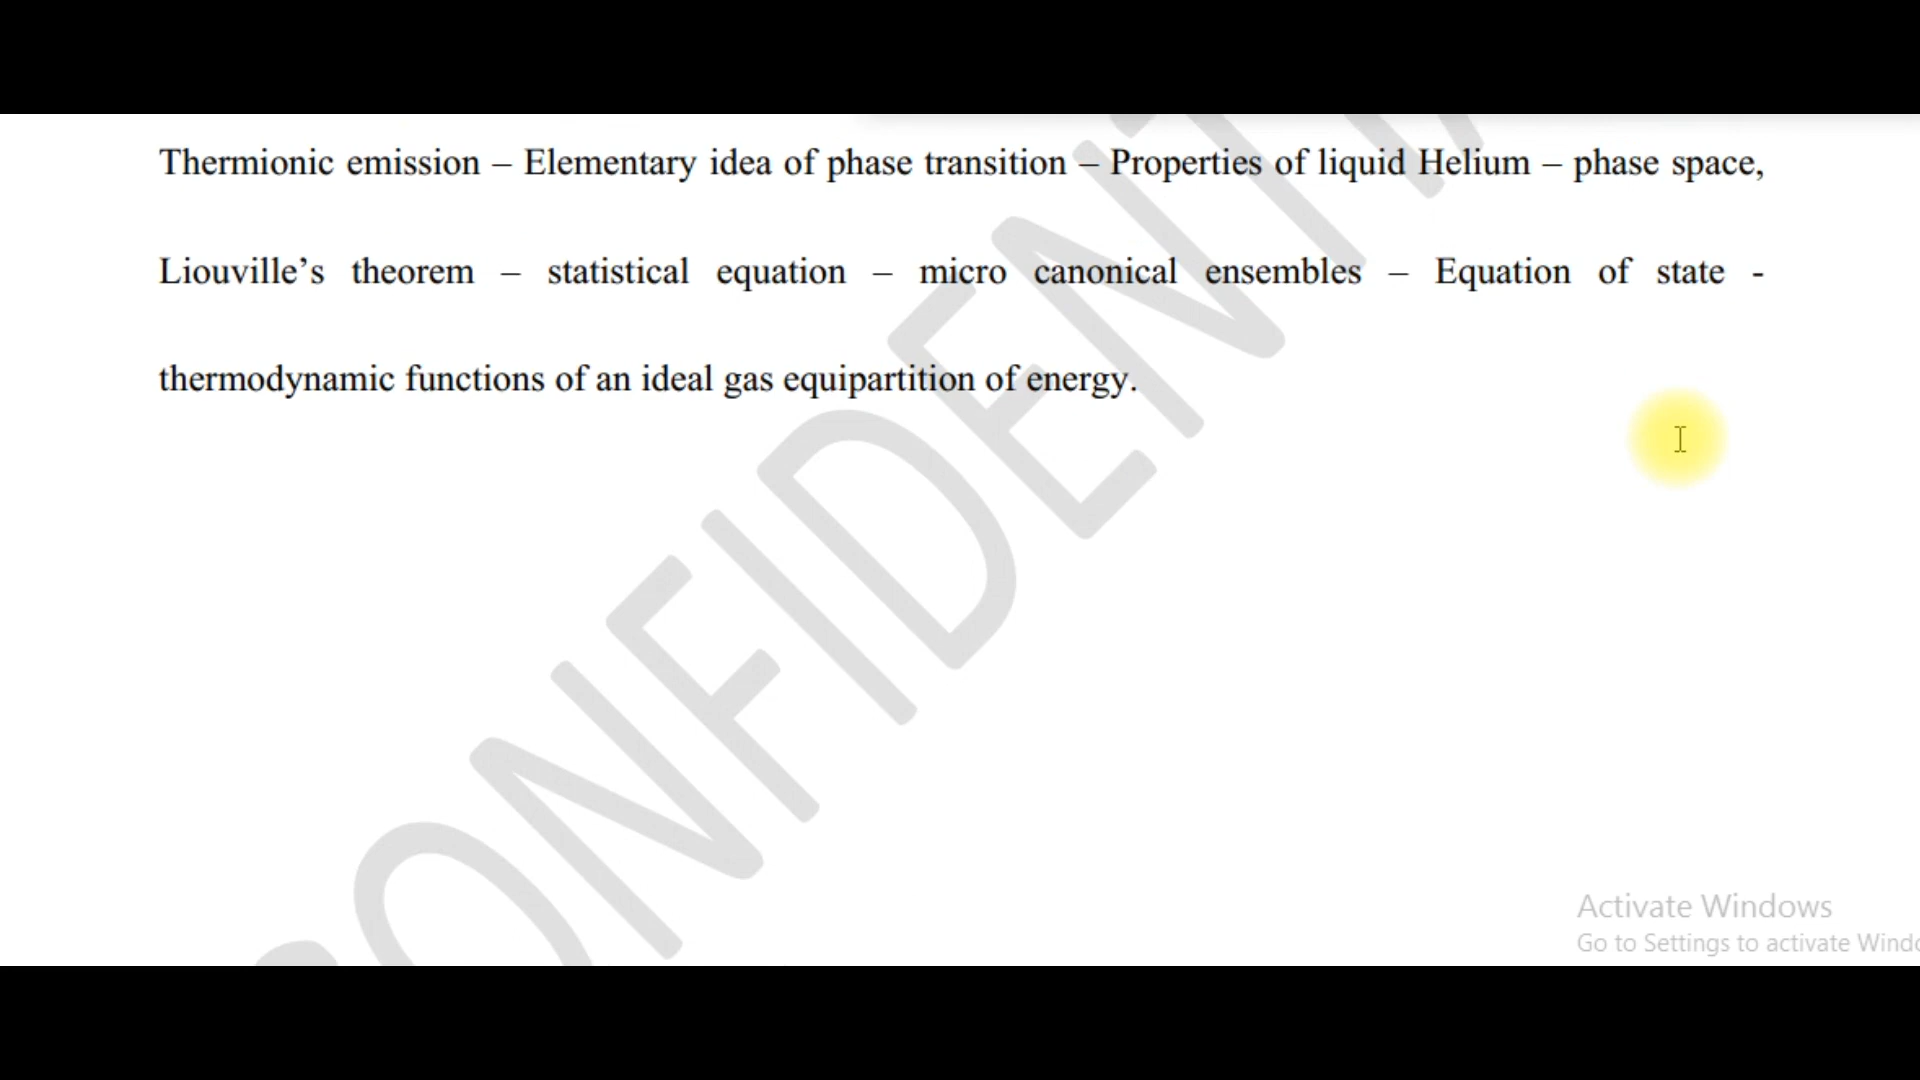 Thermionic emission – Elementary idea of phase transition – Properties of liquid Helium – phase space,
Liouville’s theorem – statistical equation – micro canonical ensembles – Equation of state -
thermodynamic functions of an ideal gas equipartition of energy.
CONFIDENT
Activate Windows
Go to Settings to activate